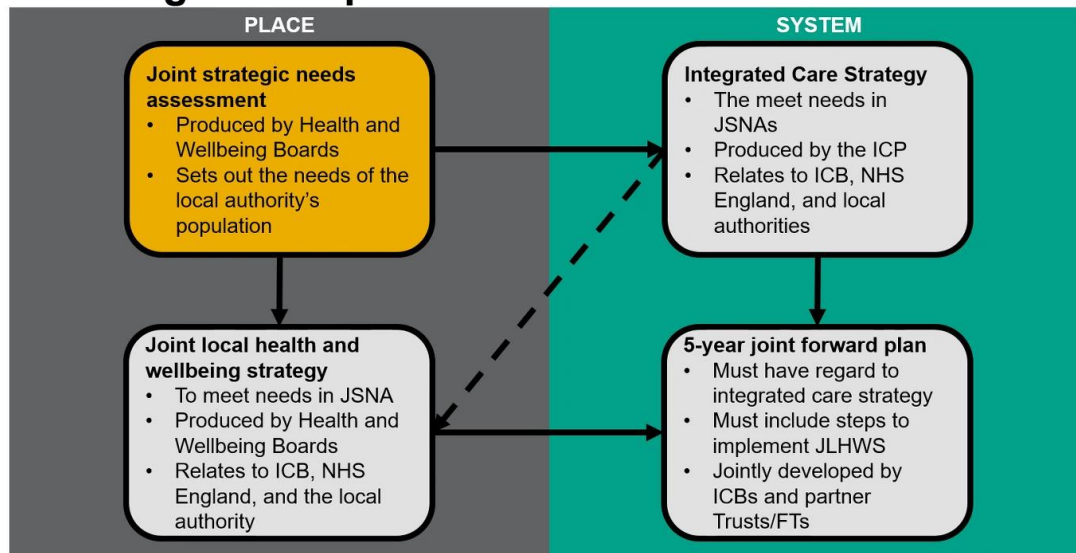 PLACE
SYSTEM
Joint strategic needs
assessment
• Produced by Health and
Wellbeing Boards
• Sets out the needs of the
local authority's
population
Integrated Care Strategy
• The meet needs in
JSNAs
• Produced by the ICP
• Relates to ICB, NHS
England, and local
authorities
Joint local health and
wellbeing strategy
• To meet needs in JSNA
• Produced by Health and
Wellbeing Boards
• Relates to ICB, NHS
England, and the local
authority
5-year joint forward plan
• Must have regard to
integrated care strategy
• Must include steps to
implement JLHWS
• Jointly developed by
ICBs and partner
Trusts/FTs